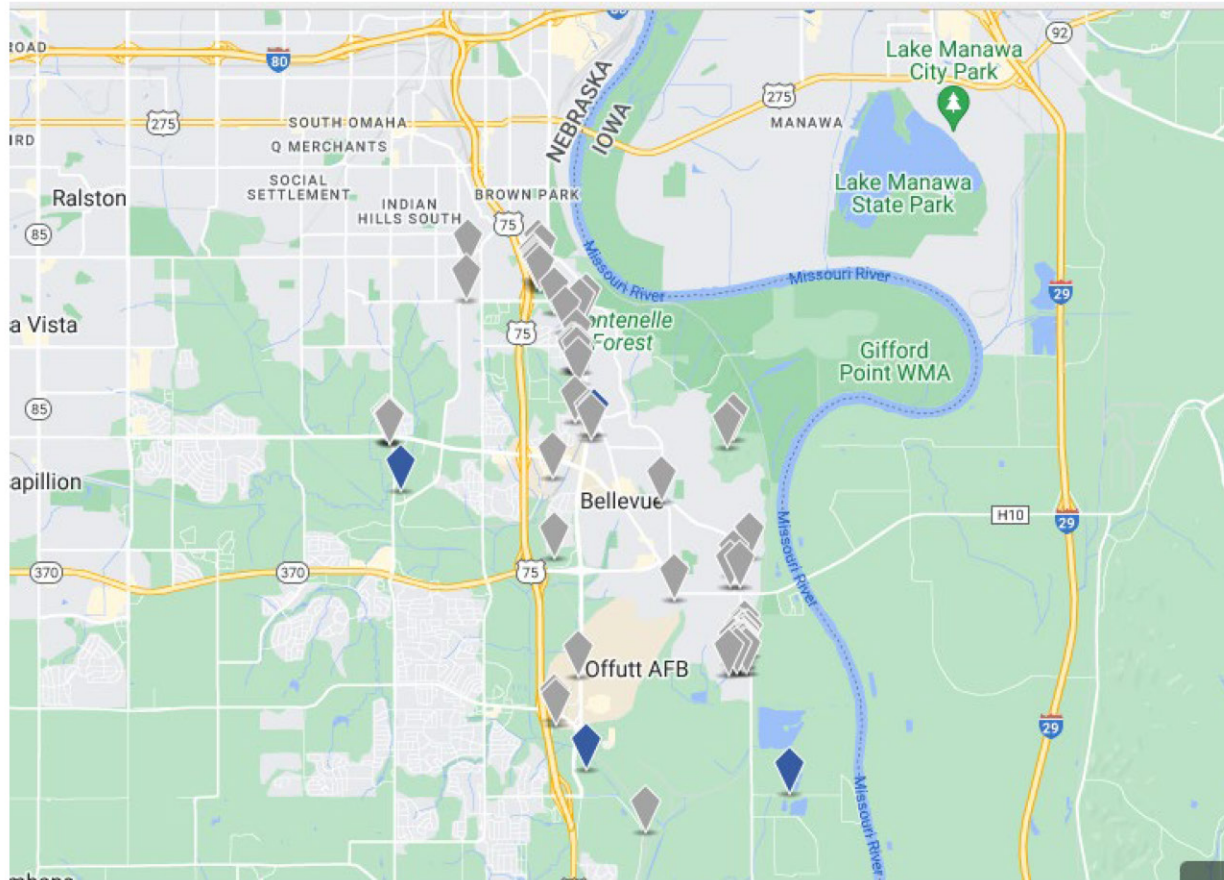 ROAD
80
92
Lake Manawa
City Park
NEBRASKA
IOWA
275
275
SOUTH OMAHA
MANAWA
Q MERCHANTS
SOCIAL
SETTLEMENT
Ralston
BROWN PARK
INDIAN
HILLS SOUTH
Lake Manawa
State Park
75
85
Missouri River
Missouri River
29
a Vista
75
ontenelle
Forest
Gifford
Point WMA
85
apillion
Bellevue
H10
29
Missouri River
370
370
75
Offutt AFB
29
Missouri River